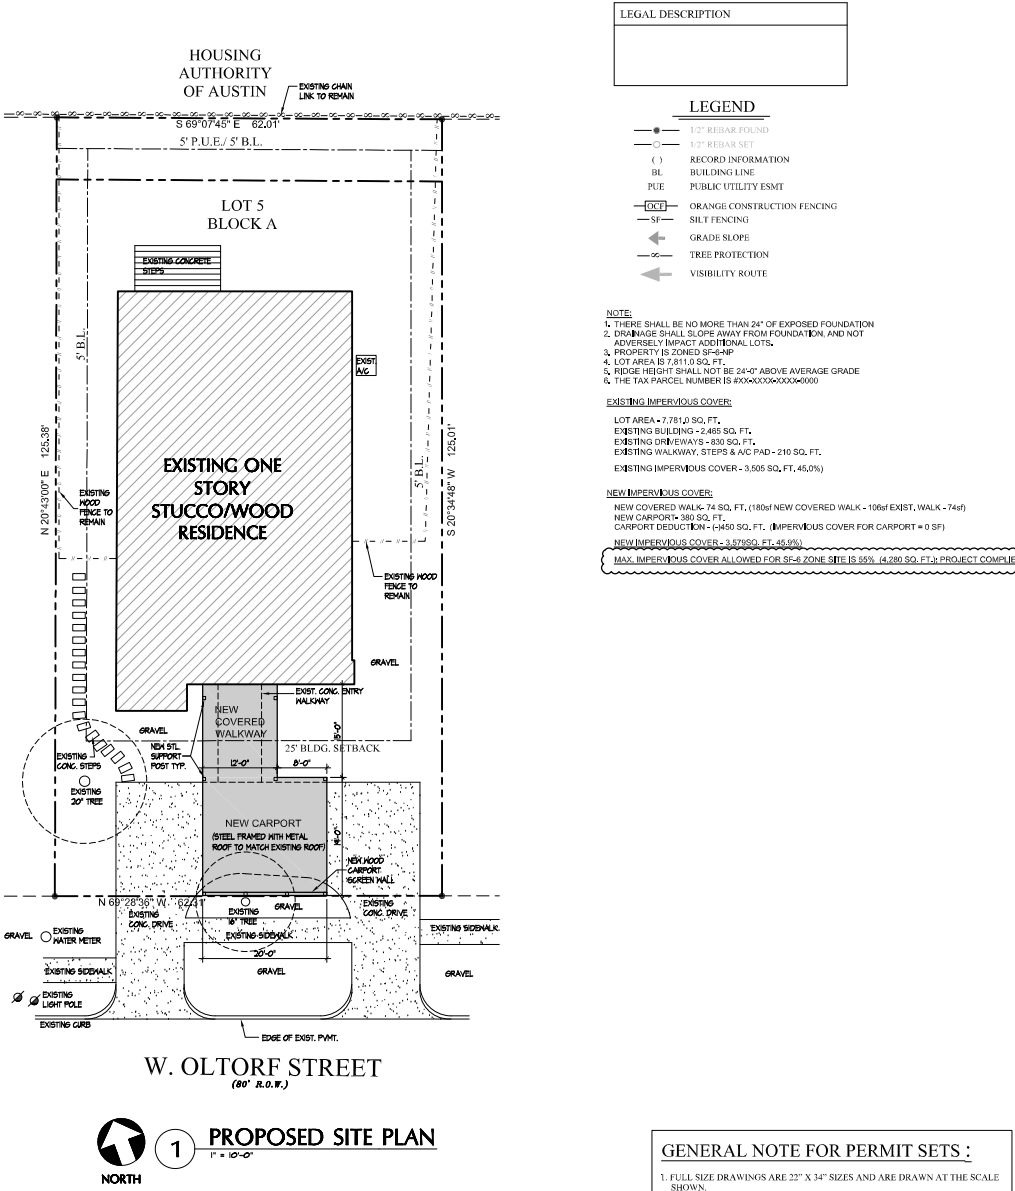 HOUSING
AUTHORITY
OF AUSTIN
EXISTING CHAIN
LINK TO REMAIN
S 69°07'45" E 62.01'
5' P.U.E./ 5' B.L.
LOT 5
BLOCK A
EXISTING CONCRETE
STEPS
5' B.L.
EXIST.
A/C
N 20°43'00" E 125.38'
S 20°34'48" W 125.01'
5' B.L.
EXISTING ONE
STORY
STUCCO/WOOD
RESIDENCE
EXISTING
WOOD
FENCE TO
REMAIN
EXISTING WOOD
FENCE TO
REMAIN
GRAVEL
EXIST. CONC. ENTRY
WALKWAY
NEW
COVERED
WALKWAY
GRAVEL
NEW STL.
SUPPORT
POST TYP.
25' BLDG. SETBACK
15'-0"
12'-0"
8'-0"
EXISTING
CONC. STEPS
EXISTING
20" TREE
NEW CARPORT
(STEEL FRAMED WITH METAL
ROOF TO MATCH EXISTING ROOF)
NEW WOOD
CARPORT
SCREEN WALL
N 69°28'36" W 62.31'
EXISTING
CONC. DRIVE
EXISTING
16" TREE
GRAVEL
EXISTING
CONC. DRIVE
GRAVEL
EXISTING
WATER METER
EXISTING SIDEWALK
EXISTING SIDEWALK
20'-0"
EXISTING SIDEWALK
GRAVEL
GRAVEL
EXISTING
LIGHT POLE
EXISTING CURB
EDGE OF EXIST. PVMT.
W. OLTORF STREET
(80' R.O.W.)
NORTH
1
PROPOSED SITE PLAN
1" = 10'-0"
LEGAL DESCRIPTION
LEGEND
1/2" REBAR FOUND
1/2" REBAR SET
( ) RECORD INFORMATION
BL BUILDING LINE
PUE PUBLIC UTILITY ESMT
OCF ORANGE CONSTRUCTION FENCING
SF SILT FENCING
GRADE SLOPE
TREE PROTECTION
VISIBILITY ROUTE
NOTE:
1. THERE SHALL BE NO MORE THAN 24" OF EXPOSED FOUNDATION
2. DRAINAGE SHALL SLOPE AWAY FROM FOUNDATION, AND NOT
ADVERSELY IMPACT ADDITIONAL LOTS.
3. PROPERTY IS ZONED SF-6-NP
4. LOT AREA IS 7,811.0 SQ. FT.
5. RIDGE HEIGHT SHALL NOT BE 24'-0" ABOVE AVERAGE GRADE
6. THE TAX PARCEL NUMBER IS #XX-XXXX-XXXX-0000
EXISTING IMPERVIOUS COVER:
LOT AREA - 7,781.0 SQ. FT.
EXISTING BUILDING - 2,465 SQ. FT.
EXISTING DRIVEWAYS - 830 SQ. FT.
EXISTING WALKWAY, STEPS & A/C PAD - 210 SQ. FT.
EXISTING IMPERVIOUS COVER - 3,505 SQ. FT, 45.0%)
NEW IMPERVIOUS COVER:
NEW COVERED WALK- 74 SQ. FT. (180sf NEW COVERED WALK - 106sf EXIST. WALK - 74sf)
NEW CARPORT- 380 SQ. FT.
CARPORT DEDUCTION - (-)450 SQ. FT. (IMPERVIOUS COVER FOR CARPORT = 0 SF)
NEW IMPERVIOUS COVER - 3,579SQ. FT- 45.9%)
MAX. IMPERVIOUS COVER ALLOWED FOR SF-6 ZONE SITE IS 55% (4,280 SQ. FT.); PROJECT COMPLIE
GENERAL NOTE FOR PERMIT SETS :
1. FULL SIZE DRAWINGS ARE 22" X 34" SIZES AND ARE DRAWN AT THE SCALE
SHOWN.